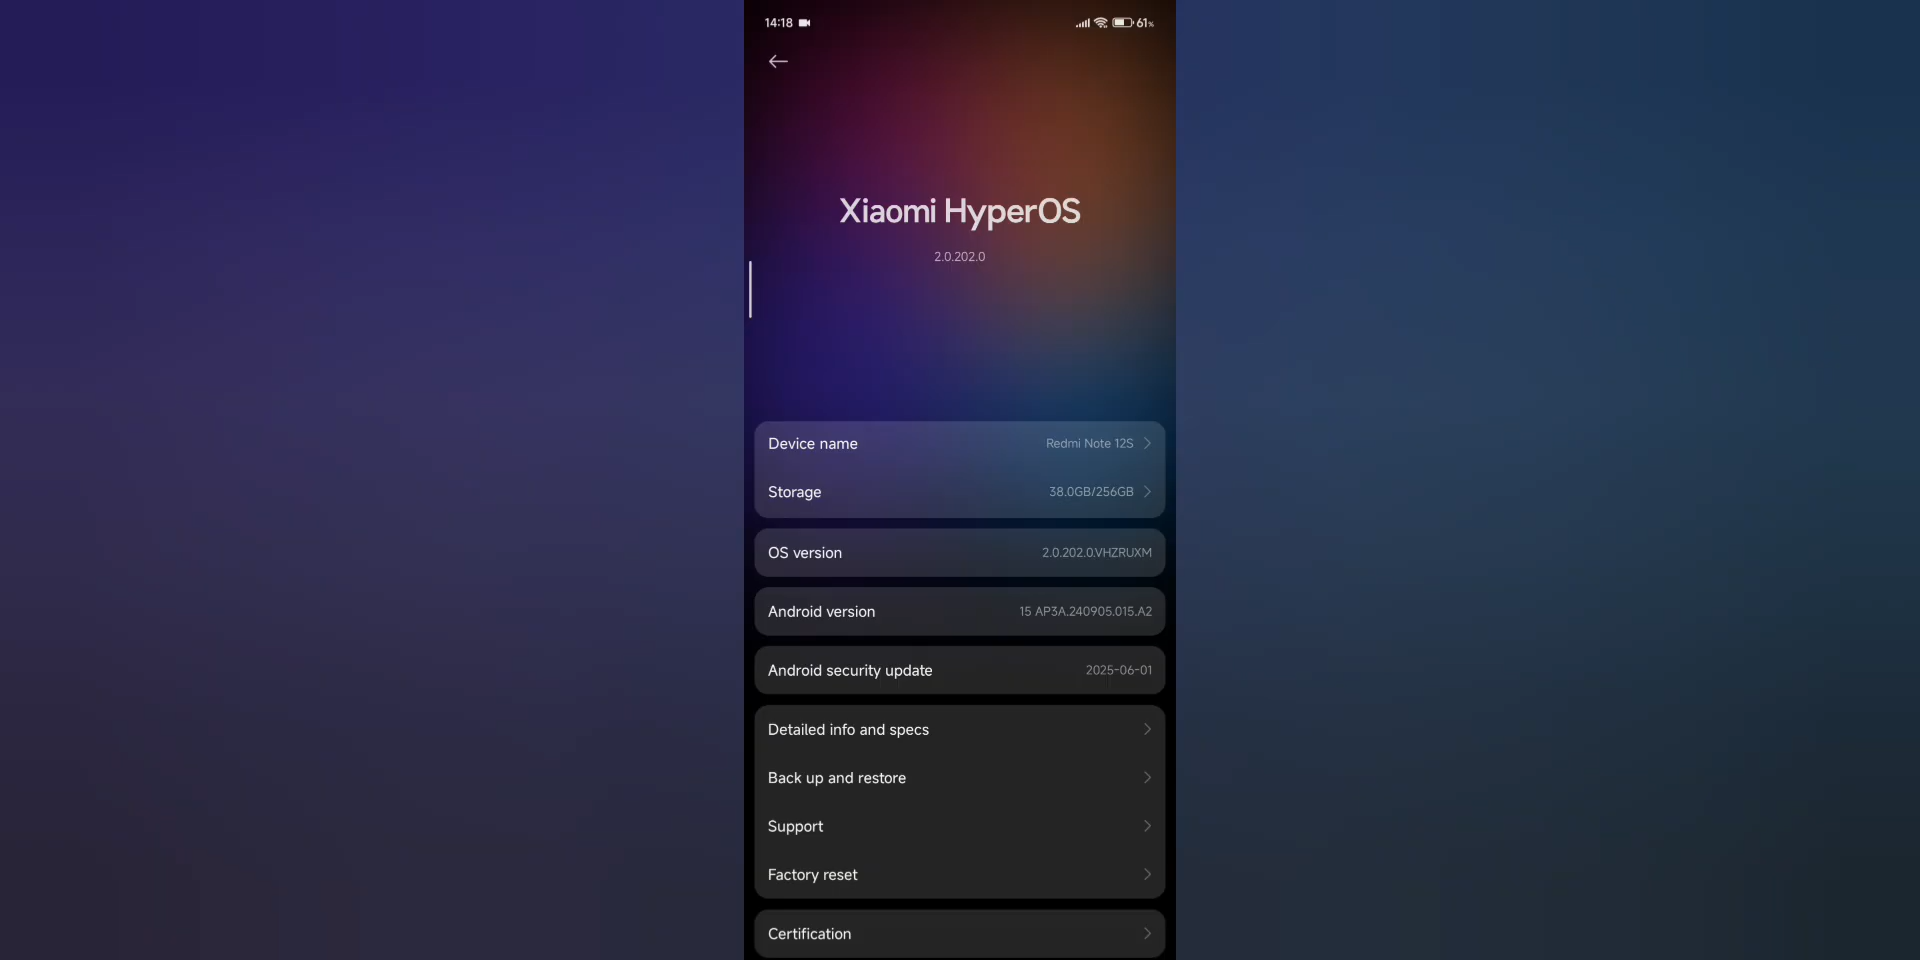 14:18 61%
Xiaomi HyperOS
2.0.202.0
Device name Redmi Note 12S
Storage 38.0GB/256GB
OS version 2.0.202.0.VHZRUXM
Android version 15 AP3A.240905.015.A2
Android security update 2025-06-01
Detailed info and specs
Back up and restore
Support
Factory reset
Certification